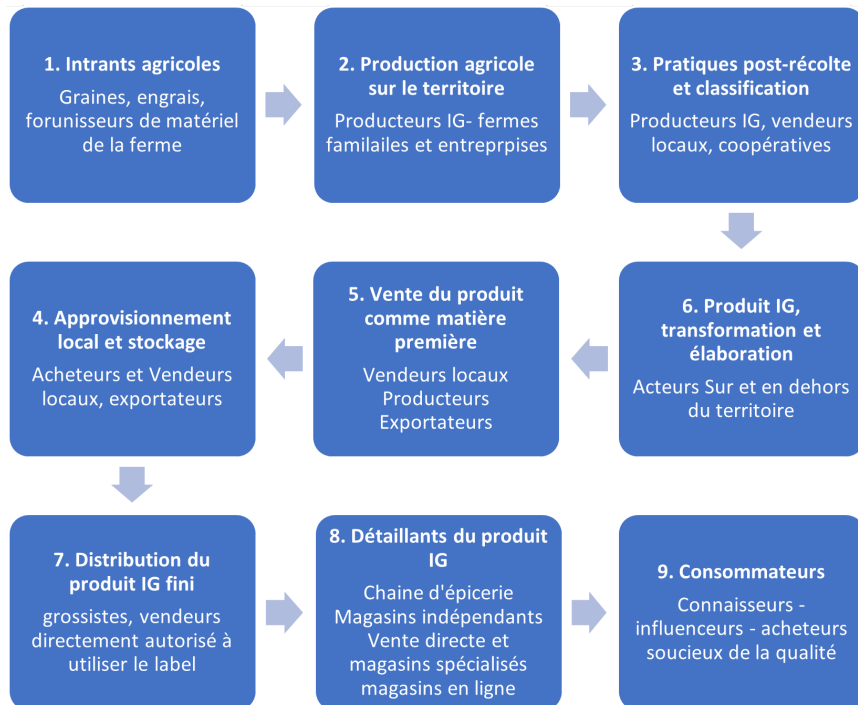 1. Intrants agricoles
Graines, engrais,
forunisseurs de matériel
de la ferme
2. Production agricole
sur le territoire
Producteurs IG- fermes
familailes et entreprpises
3. Pratiques post-récolte
et classification
Producteurs IG, vendeurs
locaux, coopératives
4. Approvisionnement
local et stockage
Acheteurs et Vendeurs
locaux, exportateurs
5. Vente du produit
comme matière
première
Vendeurs locaux
Producteurs
Exportateurs
6. Produit IG,
transformation et
élaboration
Acteurs Sur et en dehors
du territoire
7. Distribution du
produit IG fini
grossistes, vendeurs
directement autorisé à
utiliser le label
8. Détaillants du produit
IG
Chaine d'épicerie
Magasins indépendants
Vente directe et
magasins spécialisés
magasins en ligne
9. Consommateurs
Connaisseurs -
influenceurs - acheteurs
soucieux de la qualité